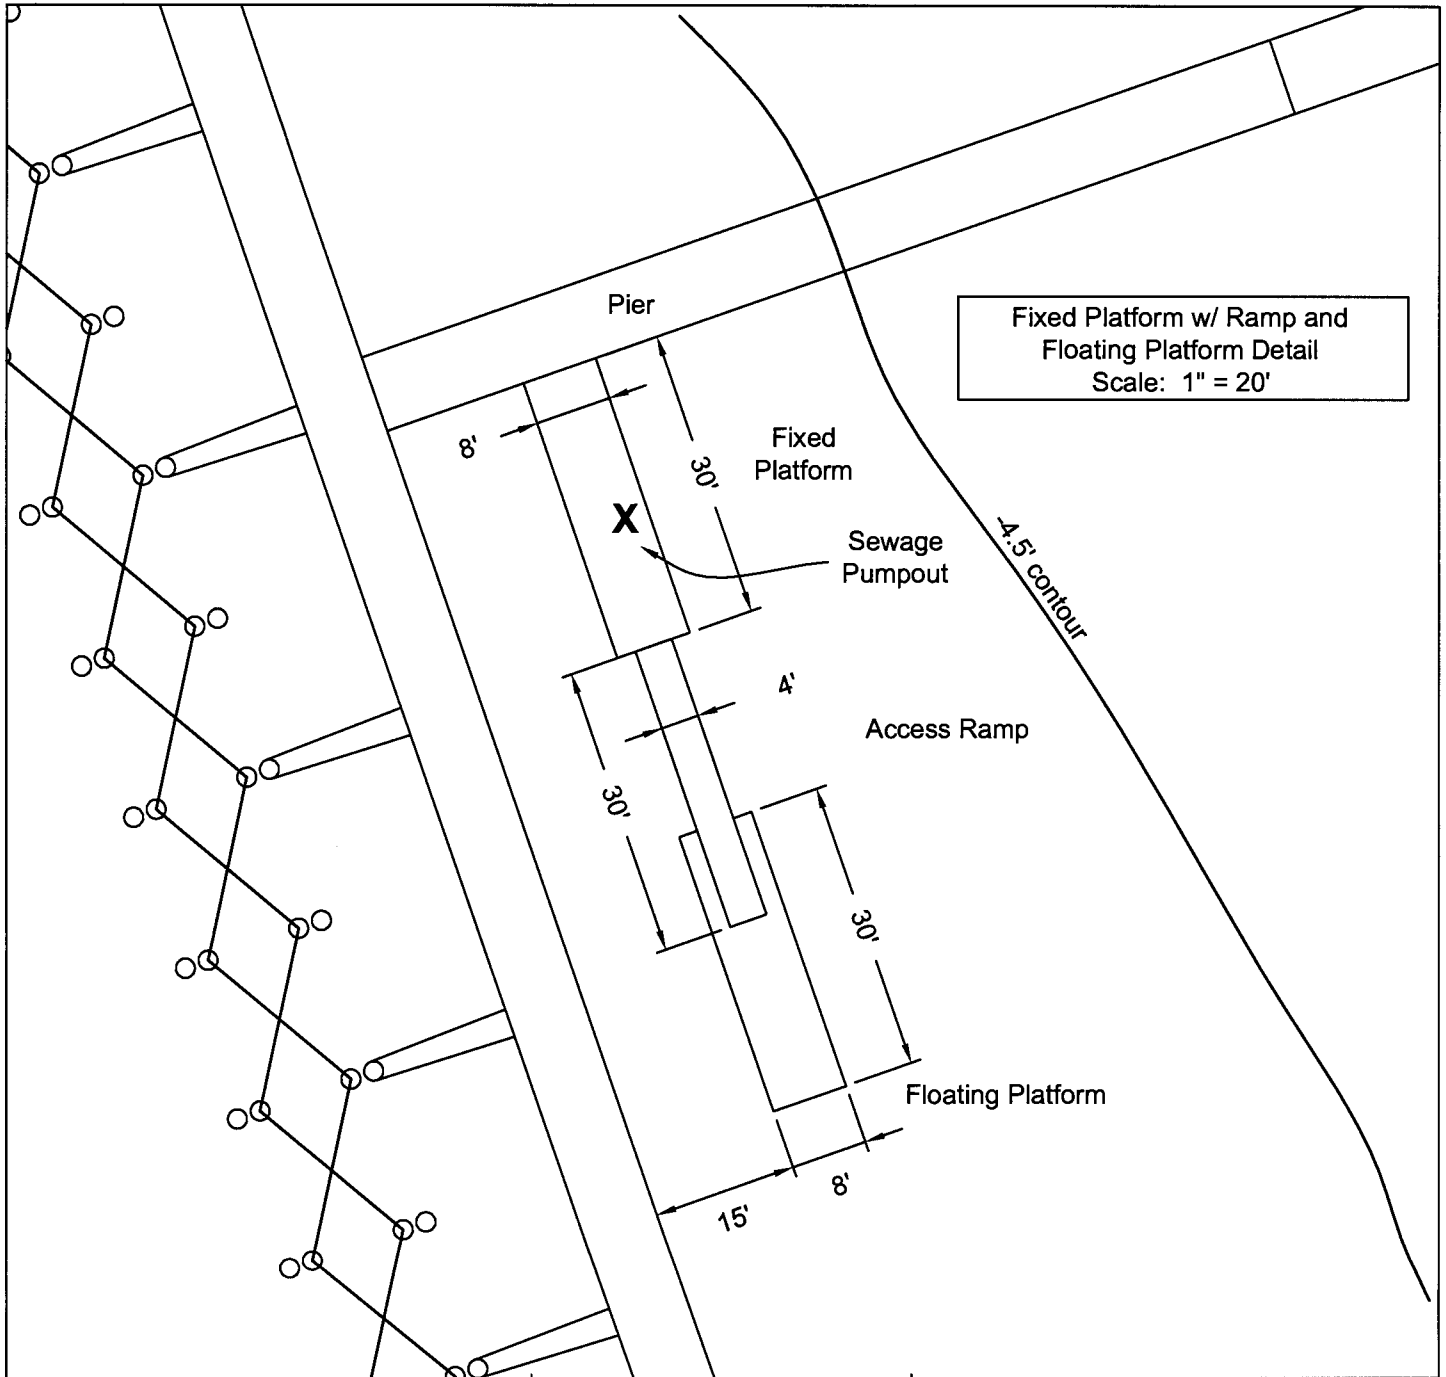 Pier
Fixed Platform w/ Ramp and
Floating Platform Detail
Scale: 1" = 20'
8'
30'
Fixed
Platform
X
Sewage
Pumpout
-4.5' contour
4'
Access Ramp
30'
30'
Floating Platform
15'
8'